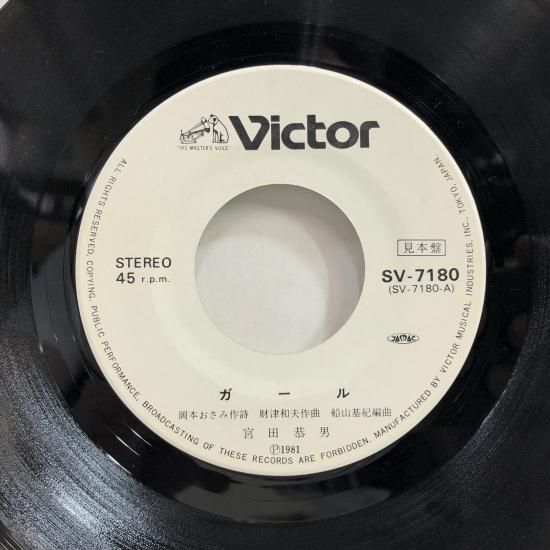 Victor
"HIS MASTER'S VOICE"
STEREO
45 r.p.m.
見本盤
SV-7180
(SV-7180-A)
JASRAC
ガール
岡本おさみ作詩 財津和夫作曲 船山基紀編曲
宮田恭男
Ⓟ1981
ALL RIGHTS RESERVED, COPYING, PUBLIC PERFORMANCE, BROADCASTING OF THESE RECORDS ARE FORBIDDEN. MANUFACTURED BY VICTOR MUSICAL INDUSTRIES, INC., TOKYO, JAPAN